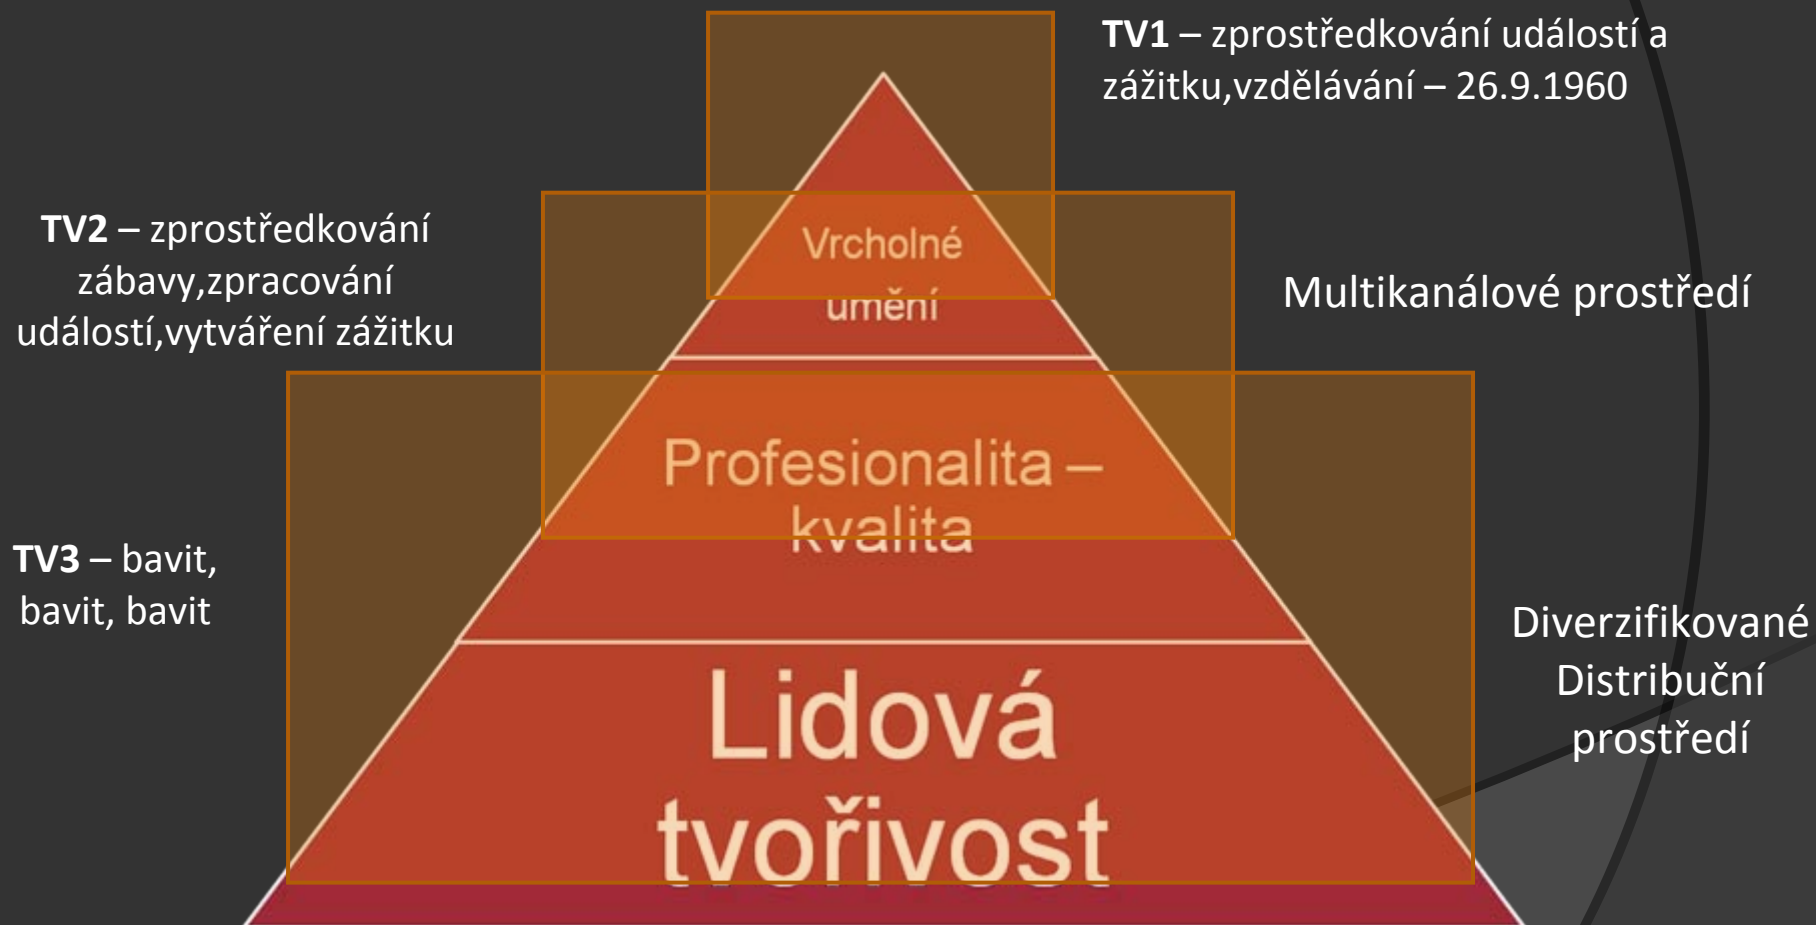 TV1 – zprostředkování událostí a
zážitku,vzdělávání – 26.9.1960
TV2 – zprostředkování
zábavy,zpracování
událostí,vytváření zážitku
Vrcholné
umění
Multikanálové prostředí
Profesionalita –
kvalita
TV3 – bavit,
bavit, bavit
Diverzifikované
Distribuční
prostředí
Lidová
tvořivost